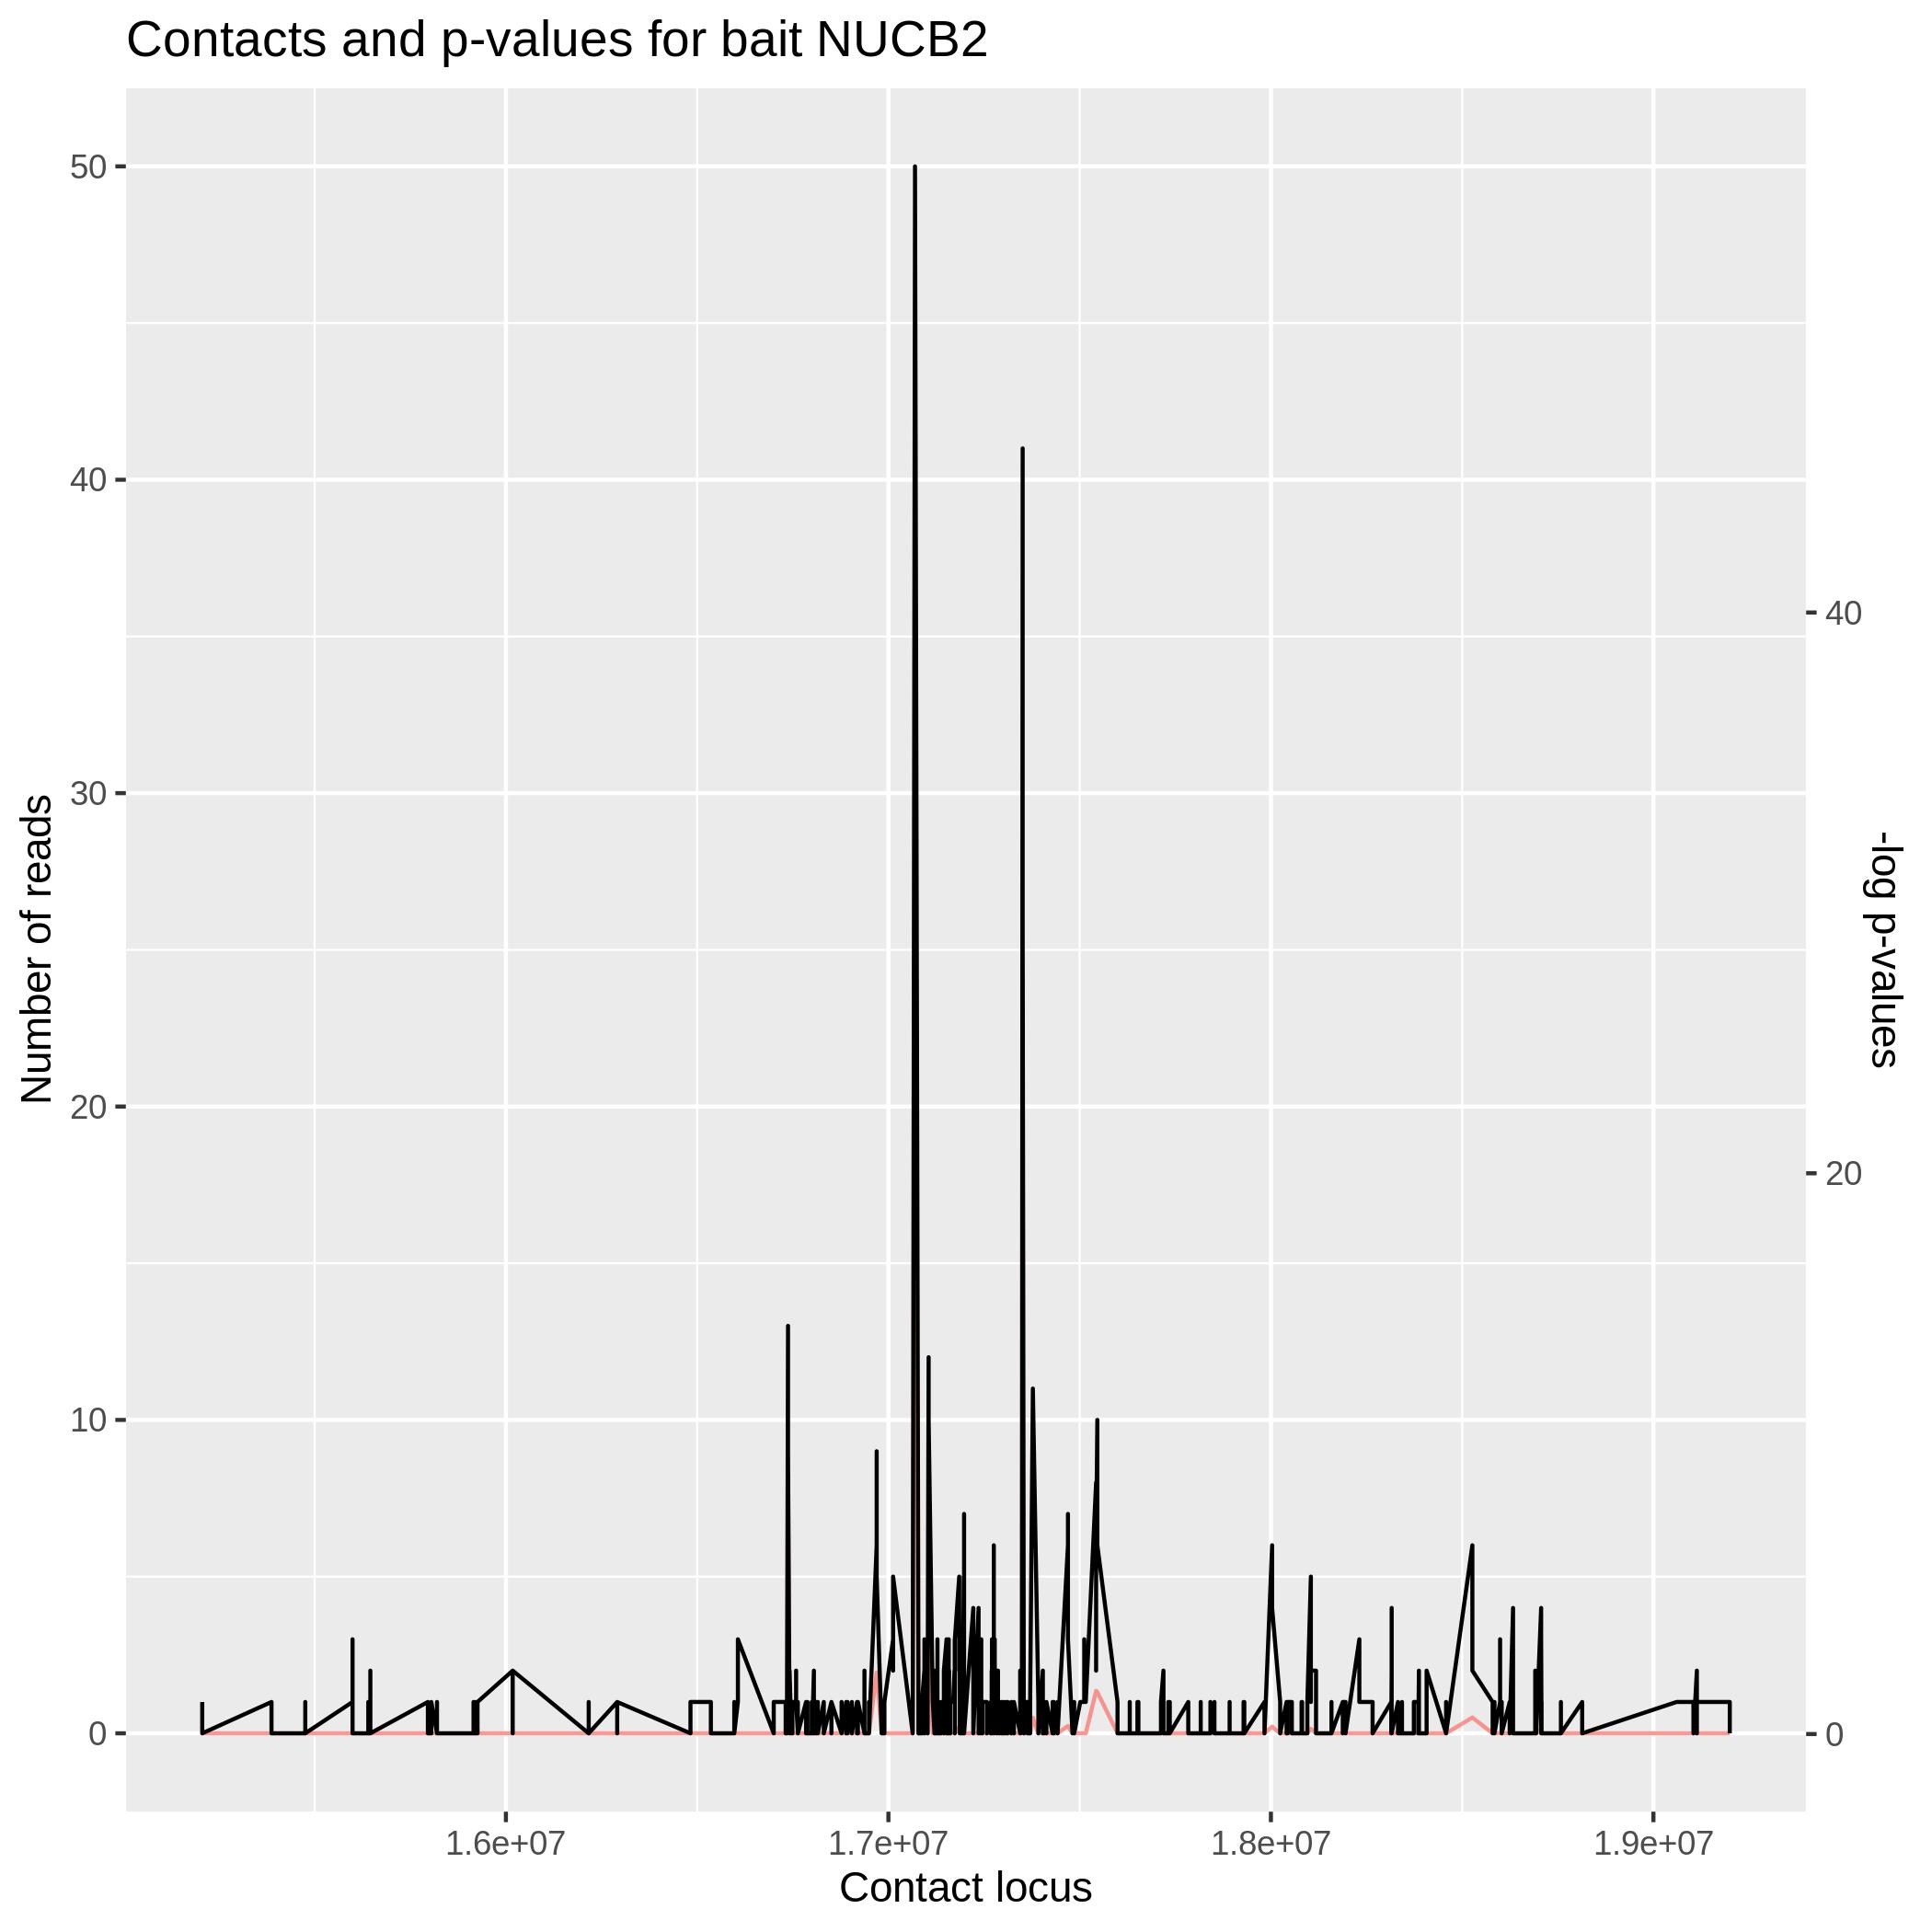 Contacts and p-values for bait NUCB2
50
40
30
20
10
0
Number of reads
40
20
0
-log p-values
1.6e+07 1.7e+07 1.8e+07 1.9e+07
Contact locus